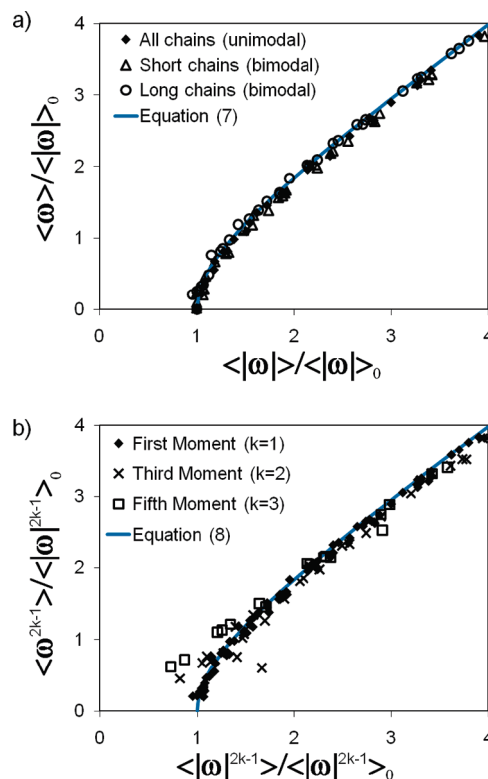 a)
4
3
2
1
0
<ω>/<|ω|>₀
◆ All chains (unimodal)
△ Short chains (bimodal)
○ Long chains (bimodal)
Equation (7)
0 1 2 3 4
<|ω|>/<|ω|>₀
b)
4
3
2
1
0
<ω²ᵏ⁻¹>/<|ω|²ᵏ⁻¹>₀
◆ First Moment (k=1)
× Third Moment (k=2)
□ Fifth Moment (k=3)
Equation (8)
0 1 2 3 4
<|ω|²ᵏ⁻¹>/<|ω|²ᵏ⁻¹>₀